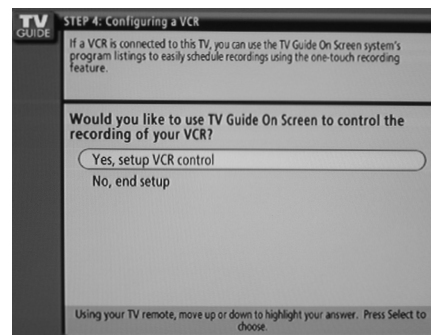 TV
GUIDE
STEP 4: Configuring a VCR
If a VCR is connected to this TV, you can use the TV Guide On Screen system's
program listings to easily schedule recordings using the one-touch recording
feature.
Would you like to use TV Guide On Screen to control the
recording of your VCR?
Yes, setup VCR control
No, end setup
Using your TV remote, move up or down to highlight your answer. Press Select to
choose.